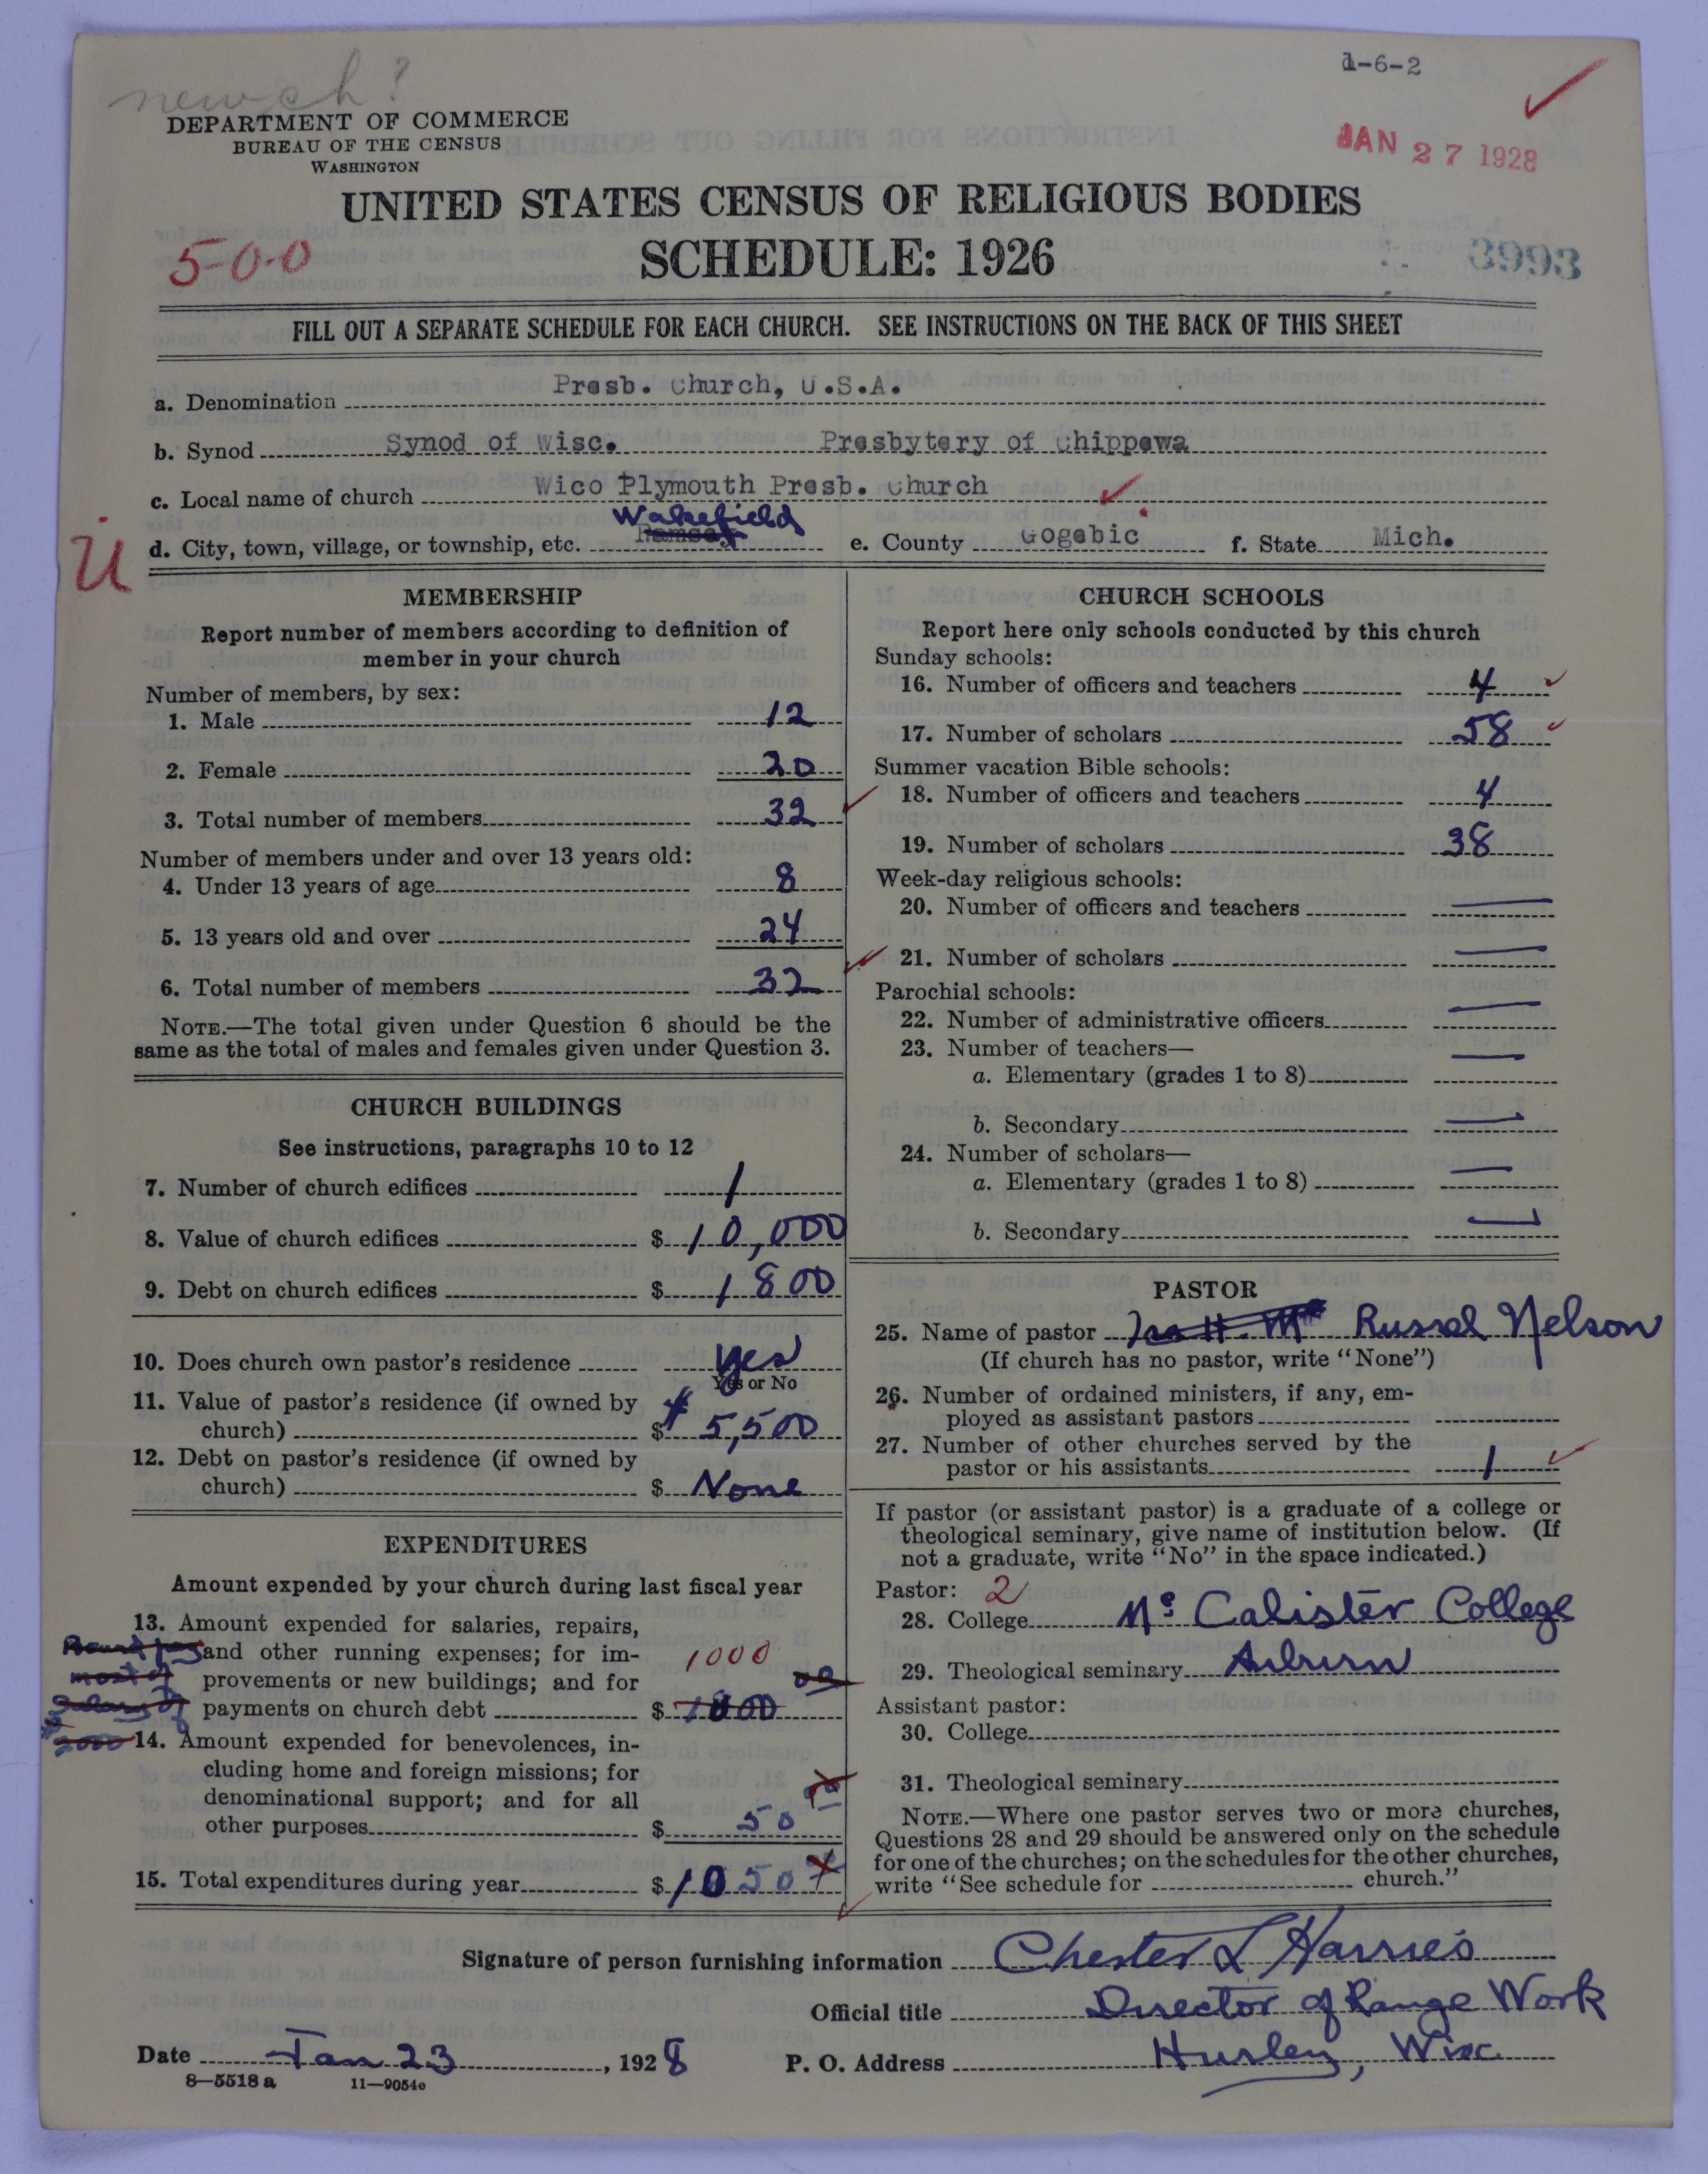 new ch?
1-6-2
DEPARTMENT OF COMMERCE
BUREAU OF THE CENSUS
WASHINGTON
JAN 27 1928
UNITED STATES CENSUS OF RELIGIOUS BODIES
5-0-0
SCHEDULE: 1926
3993
FILL OUT A SEPARATE SCHEDULE FOR EACH CHURCH. SEE INSTRUCTIONS ON THE BACK OF THIS SHEET
a. Denomination Presb. Church, U.S.A.
b. Synod Synod of Wisc. Presbytery of Chippewa
c. Local name of church Wico Plymouth Presb. Church
Wakefield
d. City, town, village, or township, etc. Ramsay e. County Gogebic f. State Mich.
U
MEMBERSHIP
Report number of members according to definition of
member in your church
Number of members, by sex:
1. Male 12
2. Female 20
3. Total number of members 32
Number of members under and over 13 years old:
4. Under 13 years of age 8
5. 13 years old and over 24
6. Total number of members 32
NOTE.—The total given under Question 6 should be the
same as the total of males and females given under Question 3.
CHURCH BUILDINGS
See instructions, paragraphs 10 to 12
7. Number of church edifices 1
8. Value of church edifices $ 10,000
9. Debt on church edifices $ 1800
10. Does church own pastor's residence Yes
Yes or No
11. Value of pastor's residence (if owned by
church) $ $ 5,500
12. Debt on pastor's residence (if owned by
church) $ None
EXPENDITURES
Amount expended by your church during last fiscal year
13. Amount expended for salaries, repairs,
Board pays and other running expenses; for im- 1000
most of provements or new buildings; and for
salary of payments on church debt $ 1800
$2000 14. Amount expended for benevolences, in-
cluding home and foreign missions; for
denominational support; and for all
other purposes $ 50
15. Total expenditures during year $ 1050
CHURCH SCHOOLS
Report here only schools conducted by this church
Sunday schools:
16. Number of officers and teachers 4
17. Number of scholars 58
Summer vacation Bible schools:
18. Number of officers and teachers 4
19. Number of scholars 38
Week-day religious schools:
20. Number of officers and teachers —
21. Number of scholars —
Parochial schools:
22. Number of administrative officers —
23. Number of teachers—
a. Elementary (grades 1 to 8) —
b. Secondary —
24. Number of scholars—
a. Elementary (grades 1 to 8) —
b. Secondary —
PASTOR
25. Name of pastor Russel Nelson
(If church has no pastor, write "None")
26. Number of ordained ministers, if any, em-
ployed as assistant pastors
27. Number of other churches served by the
pastor or his assistants 1
If pastor (or assistant pastor) is a graduate of a college or
theological seminary, give name of institution below. (If
not a graduate, write "No" in the space indicated.)
Pastor: 2
28. College Mc Calister College
29. Theological seminary Auburn
Assistant pastor:
30. College
31. Theological seminary
NOTE.—Where one pastor serves two or more churches,
Questions 28 and 29 should be answered only on the schedule
for one of the churches; on the schedules for the other churches,
write "See schedule for church."
Signature of person furnishing information Chester L Harries
Official title Director of Range Work
Date Jan 23, 1928 P. O. Address Hurley, Wisc.
8—5518 a 11—9054c